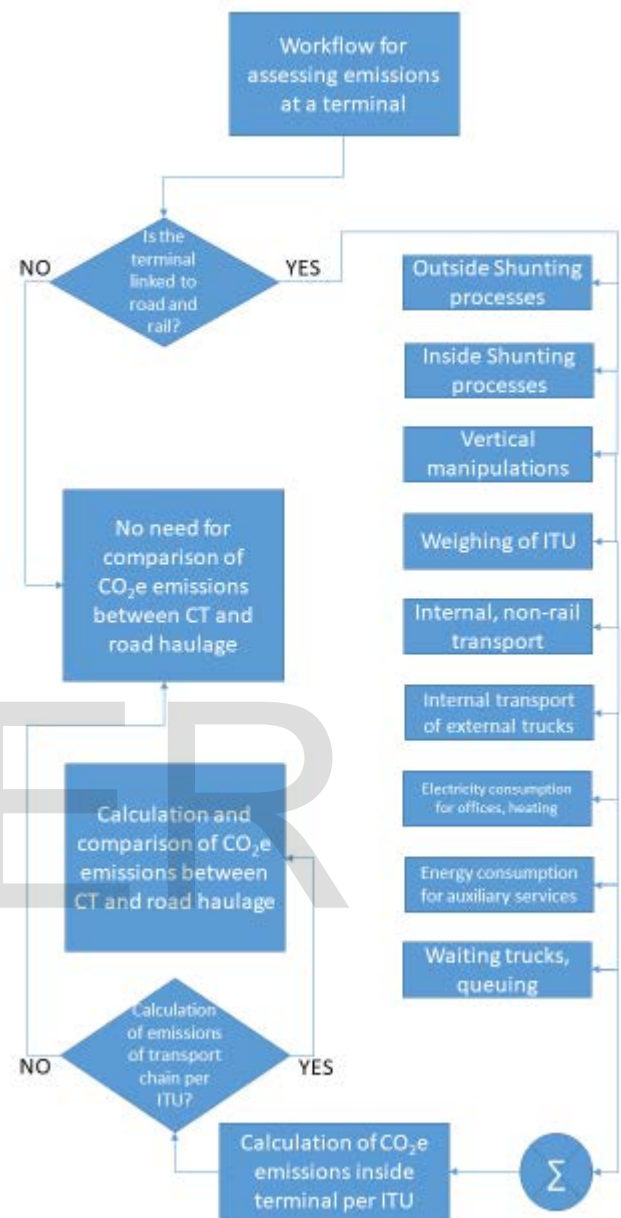 Workflow for
assessing emissions
at a terminal
Is the
terminal
linked to
road and
rail?
NO
YES
Outside Shunting
processes
Inside Shunting
processes
Vertical
manipulations
Weighing of ITU
Internal, non-rail
transport
Internal transport
of external trucks
Electricity consumption
for offices, heating
Energy consumption
for auxiliary services
Waiting trucks,
queuing
No need for
comparison of
CO₂e emissions
between CT and
road haulage
Calculation and
comparison of CO₂e
emissions between
CT and road haulage
Calculation
of emissions
of transport
chain per
ITU?
NO
YES
Calculation of CO₂e
emissions inside
terminal per ITU
∑
ER